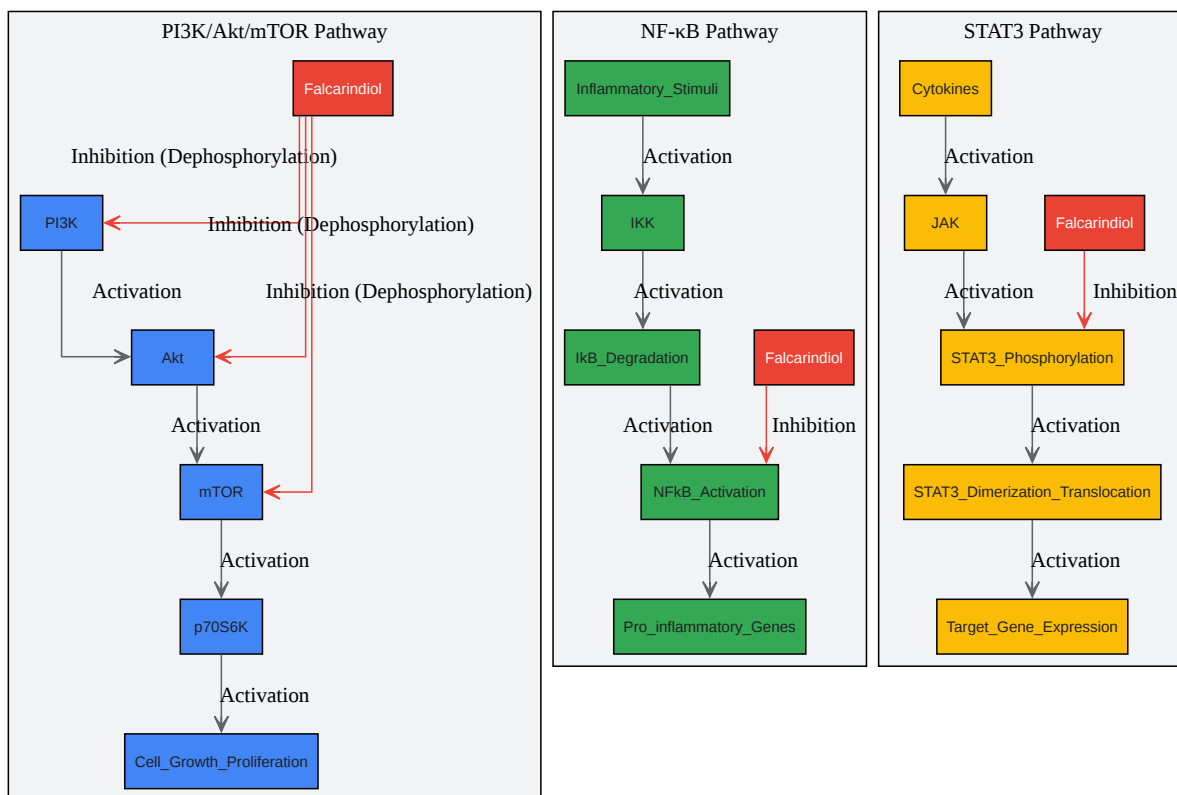 PI3K/Akt/mTOR Pathway
Falcarindiol
Inhibition (Dephosphorylation)
PI3K
Inhibition (Dephosphorylation)
Activation
Inhibition (Dephosphorylation)
Akt
Activation
mTOR
Activation
p70S6K
Activation
Cell_Growth_Proliferation
NF-κB Pathway
Inflammatory_Stimuli
Activation
IKK
Activation
IkB_Degradation
Falcarindiol
Activation
Inhibition
NFkB_Activation
Activation
Pro_inflammatory_Genes
STAT3 Pathway
Cytokines
Activation
JAK
Falcarindiol
Activation
Inhibition
STAT3_Phosphorylation
Activation
STAT3_Dimerization_Translocation
Activation
Target_Gene_Expression